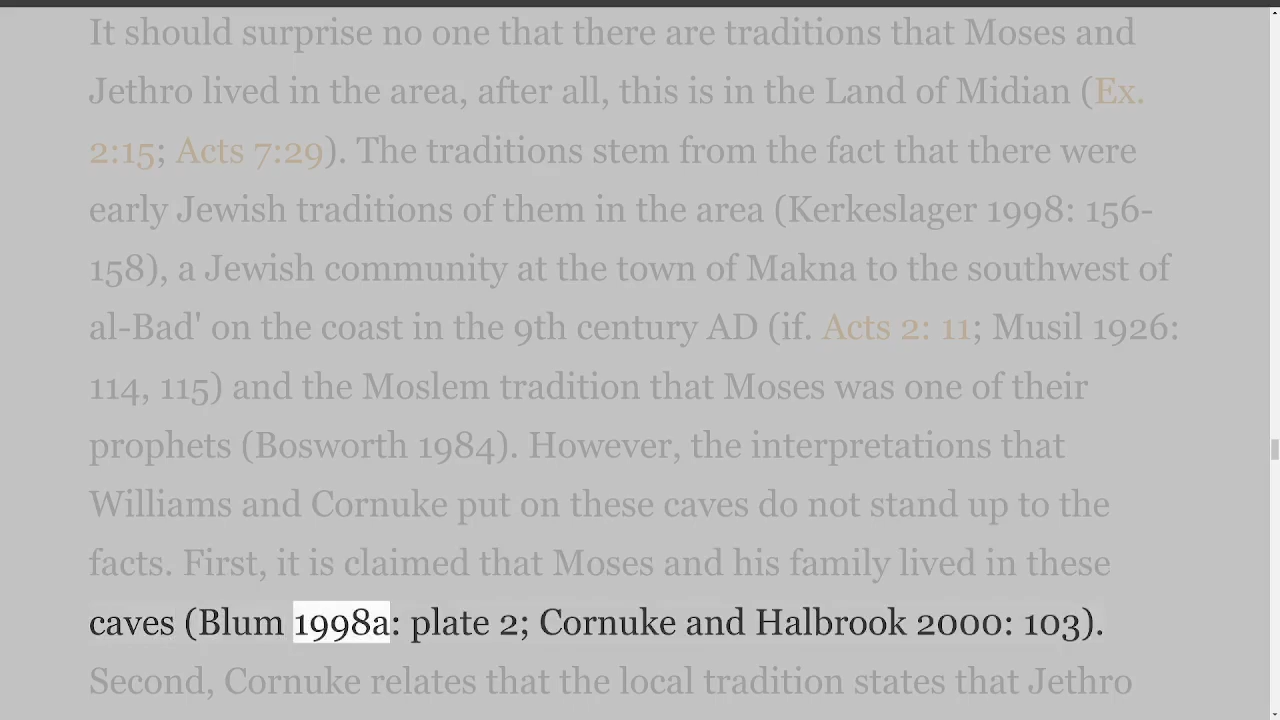 It should surprise no one that there are traditions that Moses and
Jethro lived in the area, after all, this is in the Land of Midian (Ex.
2:15; Acts 7:29). The traditions stem from the fact that there were
early Jewish traditions of them in the area (Kerkeslager 1998: 156-
158), a Jewish community at the town of Makna to the southwest of
al-Bad' on the coast in the 9th century AD (if. Acts 2: 11; Musil 1926:
114, 115) and the Moslem tradition that Moses was one of their
prophets (Bosworth 1984). However, the interpretations that
Williams and Cornuke put on these caves do not stand up to the
facts. First, it is claimed that Moses and his family lived in these
caves (Blum 1998a: plate 2; Cornuke and Halbrook 2000: 103).
Second, Cornuke relates that the local tradition states that Jethro